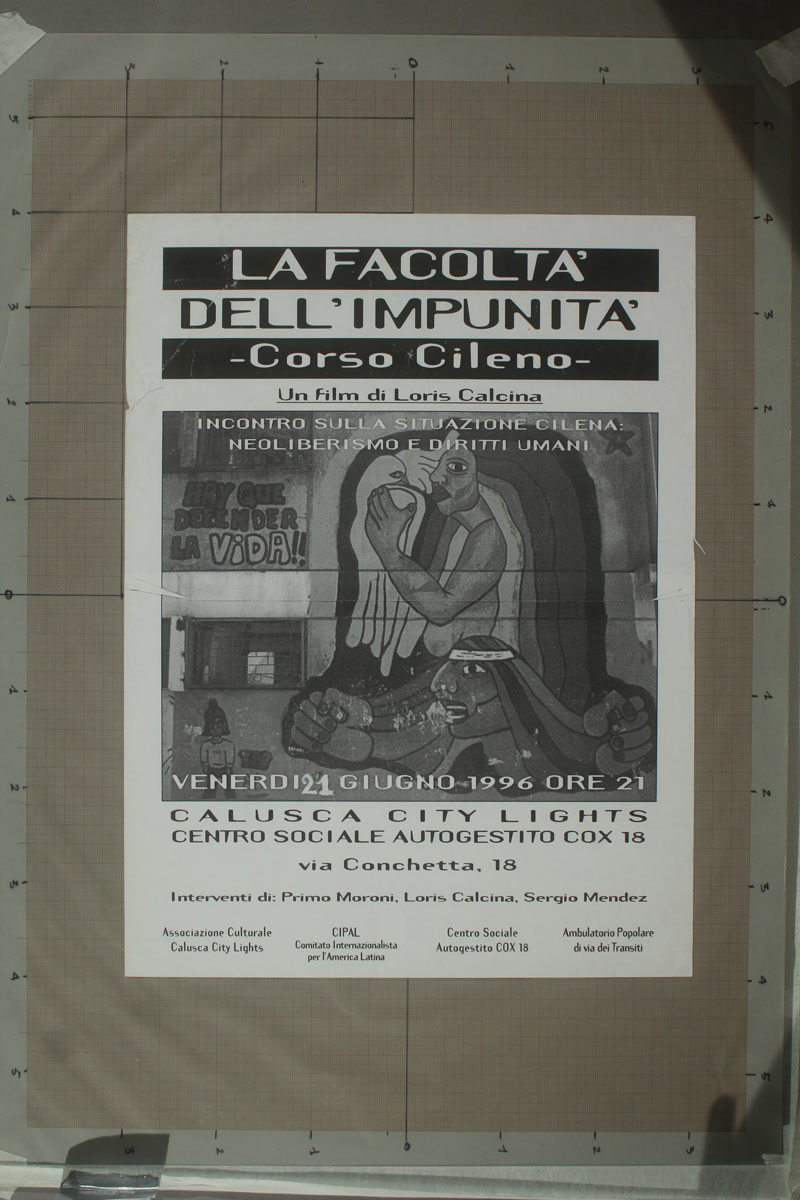 LA FACOLTA'
DELL'IMPUNITA'
-Corso Cileno-
Un film di Loris Calcina
INCONTRO SULLA SITUAZIONE CILENA:
NEOLIBERISMO E DIRITTI UMANI
HAY QUE
DEFENDER
LA ViDA!!
VENERDI 21 GIUGNO 1996 ORE 21
CALUSCA CITY LIGHTS
CENTRO SOCIALE AUTOGESTITO COX 18
via Conchetta, 18
Interventi di: Primo Moroni, Loris Calcina, Sergio Mendez
Associazione Culturale
Calusca City Lights
CIPAL
Comitato Internazionalista
per l'America Latina
Centro Sociale
Autogestito COX 18
Ambulatorio Popolare
di via dei Transiti